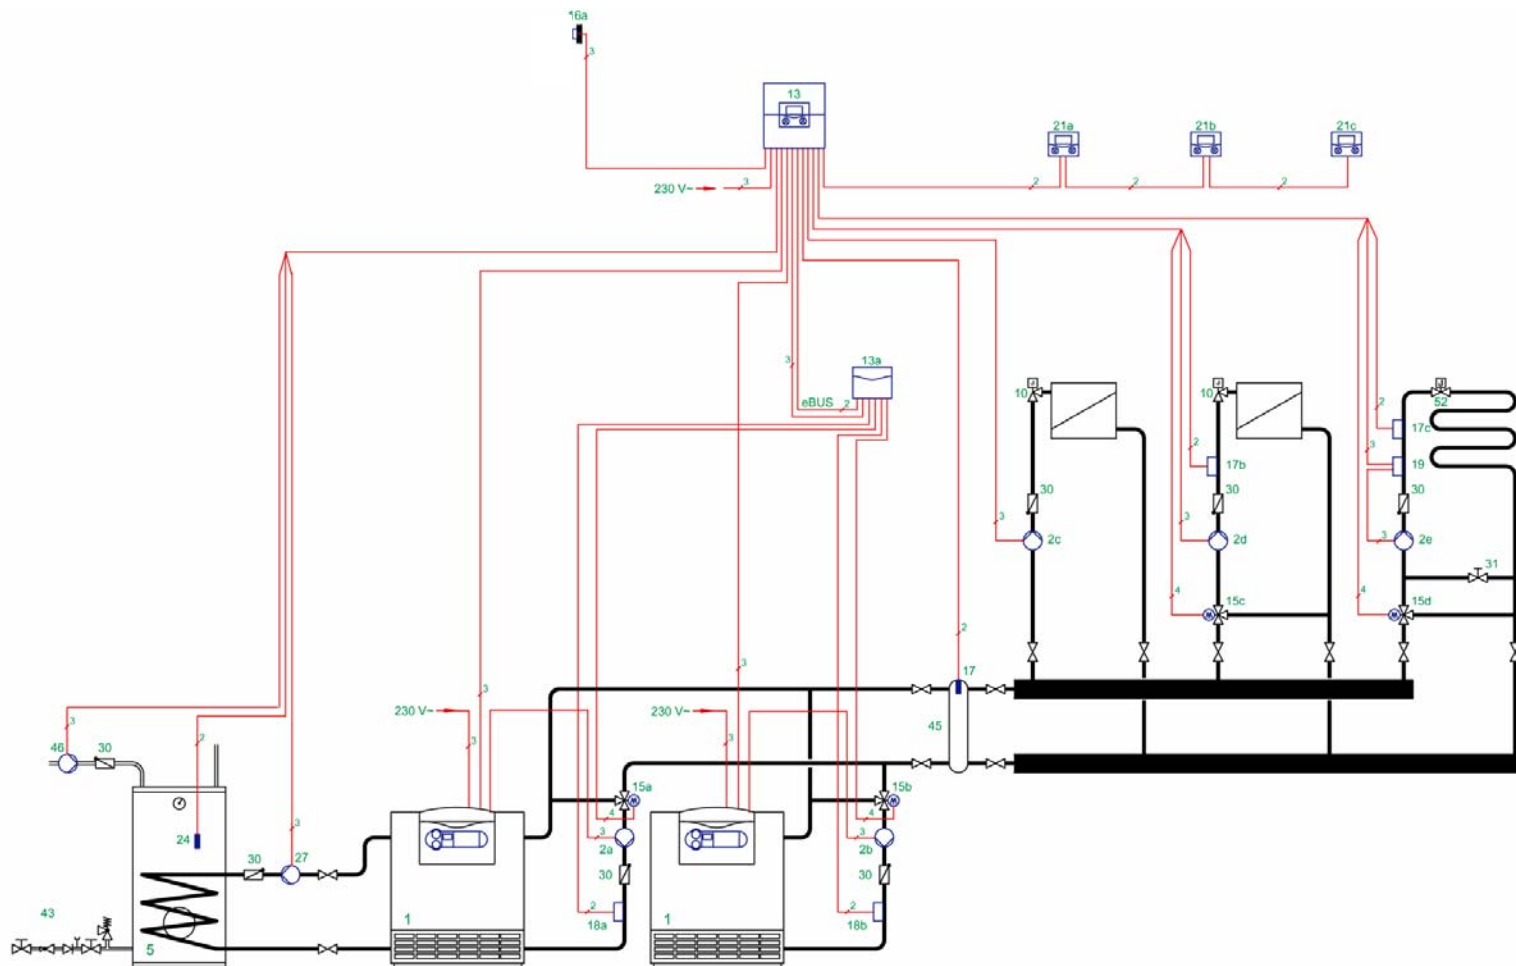 16a
3
13
21a 21b 21c
230 V~ 3 2 2 2
13a
3
eBUS 2
10 10 52
2 17c
2 3
17b 19
30 30 30
3 2c 3 2d 3 2e
31
4 15c 4 15d
2
3 17
3
230 V~ 230 V~
3 45
46 30 2 3 3
15a 15b
4 4
3 3 3
24 2a 2b
30 27 30 30
43 1 2 1 2
5 18a 18b